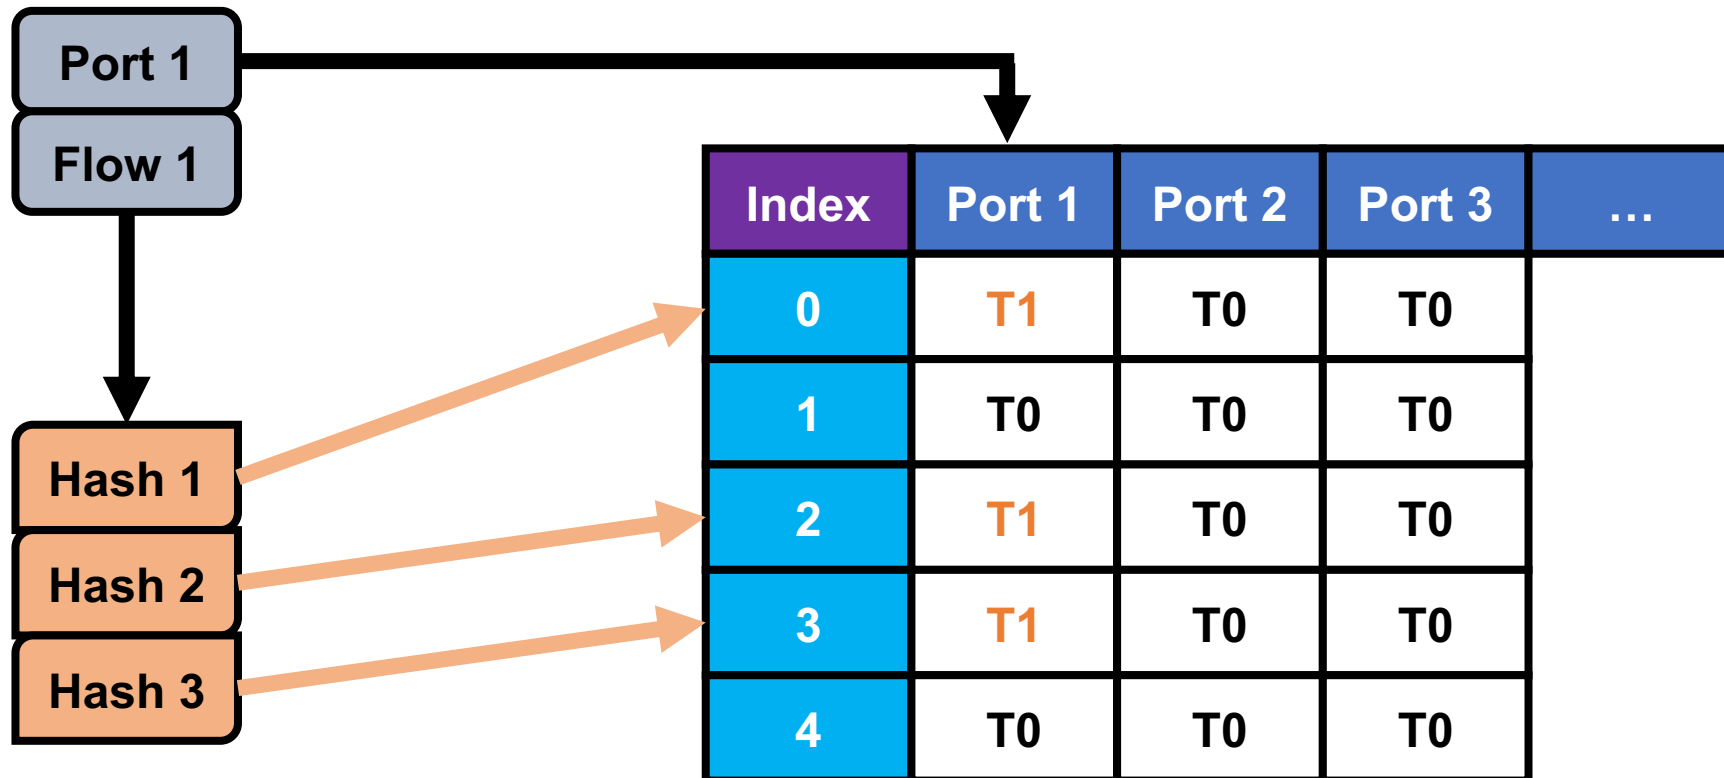 Port 1
Flow 1
Hash 1
Hash 2
Hash 3
Index Port 1 Port 2 Port 3 ...
0 T1 T0 T0
1 T0 T0 T0
2 T1 T0 T0
3 T1 T0 T0
4 T0 T0 T0